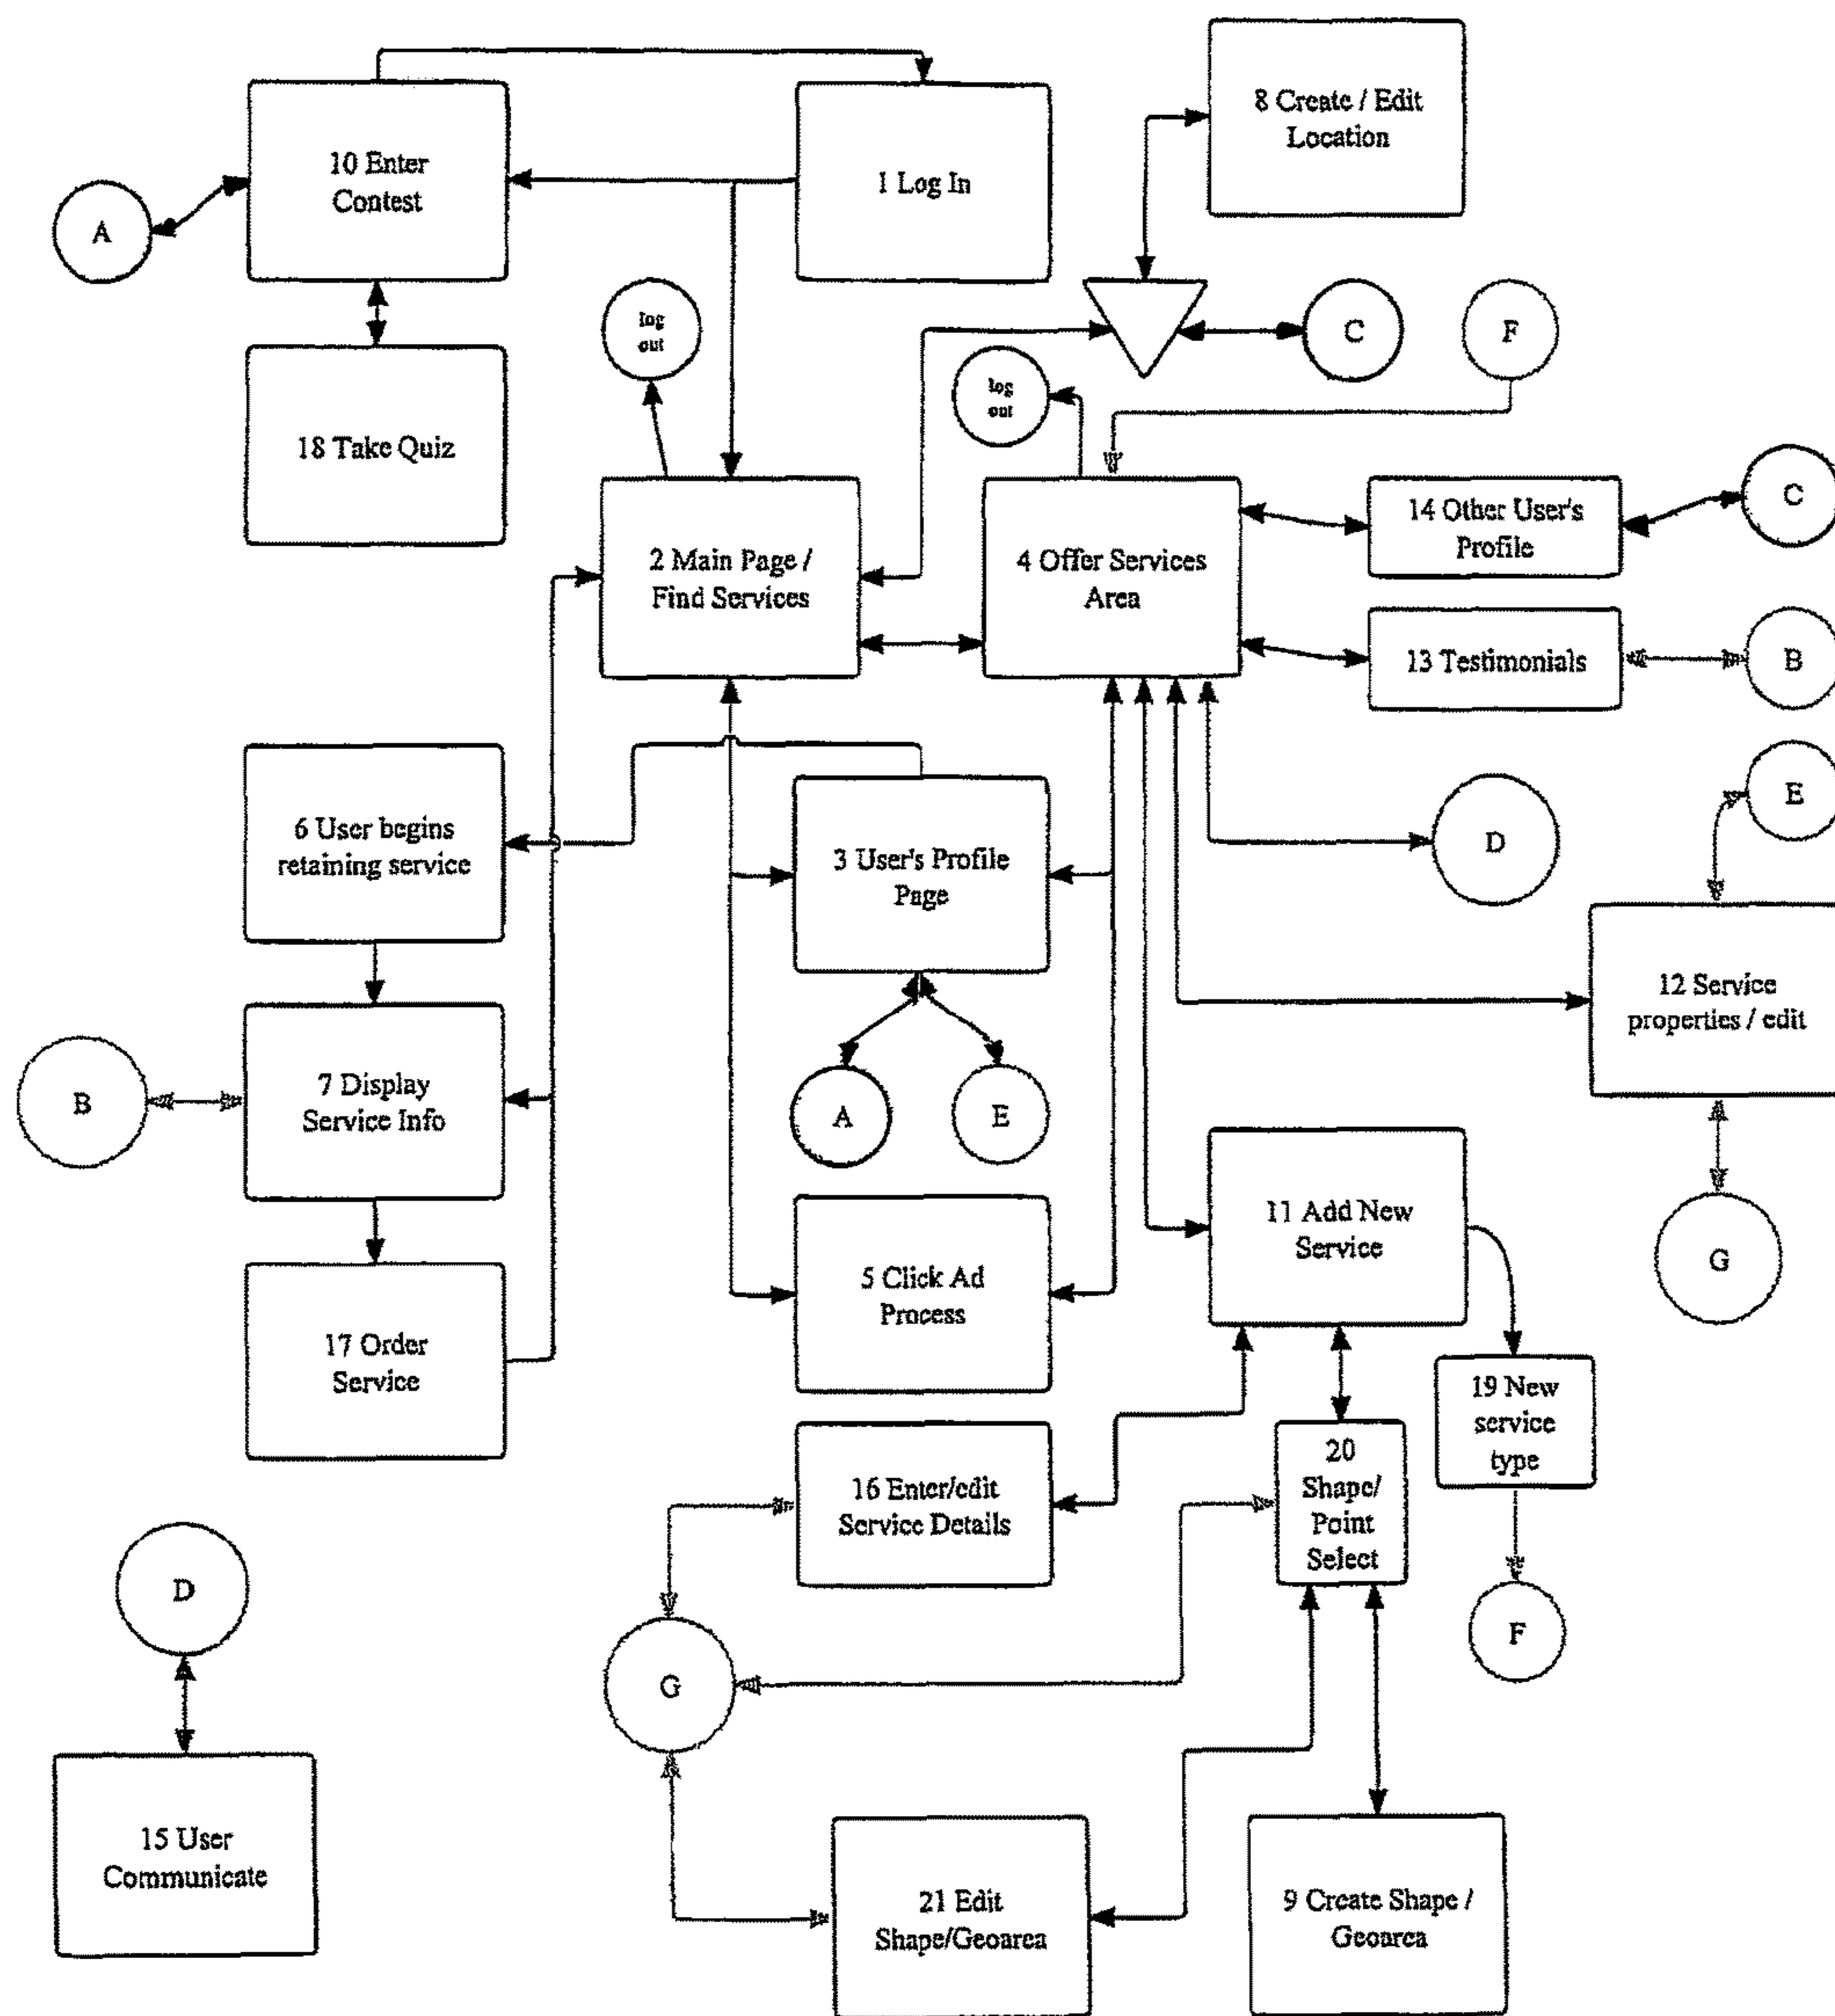 8 Create / Edit
Location
10 Enter
Contest
1 Log In
A
log
out
C
F
log
out
18 Take Quiz
14 Other User's
Profile
C
2 Main Page /
Find Services
4 Offer Services
Area
13 Testimonials
B
E
6 User begins
retaining service
3 User's Profile
Page
D
12 Service
properties / edit
B
7 Display
Service Info
A
E
11 Add New
Service
G
5 Click Ad
Process
17 Order
Service
19 New
service
type
16 Enter/edit
Service Details
20
Shape/
Point
Select
D
F
G
15 User
Communicate
21 Edit
Shape/Geoarea
9 Create Shape /
Geoarea